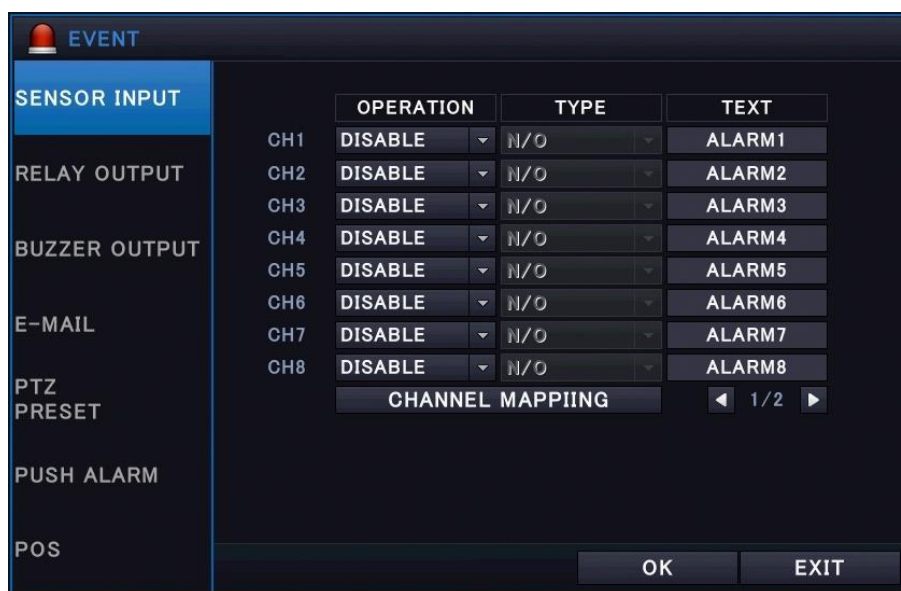 EVENT
SENSOR INPUT
RELAY OUTPUT
BUZZER OUTPUT
E-MAIL
PTZ
PRESET
PUSH ALARM
POS
OPERATION TYPE TEXT
CH1 DISABLE N/O ALARM1
CH2 DISABLE N/O ALARM2
CH3 DISABLE N/O ALARM3
CH4 DISABLE N/O ALARM4
CH5 DISABLE N/O ALARM5
CH6 DISABLE N/O ALARM6
CH7 DISABLE N/O ALARM7
CH8 DISABLE N/O ALARM8
CHANNEL MAPPIING 1/2
OK EXIT